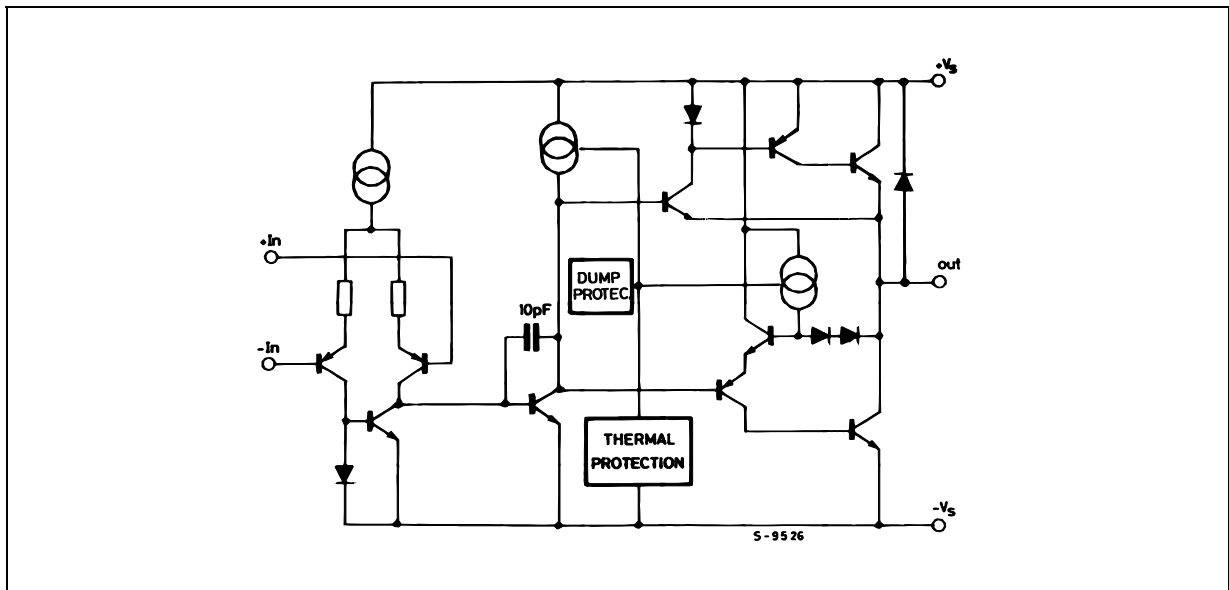 +Vs
+In
DUMP
PROTEC.
out
10pF
-In
THERMAL
PROTECTION
-Vs
S-9526